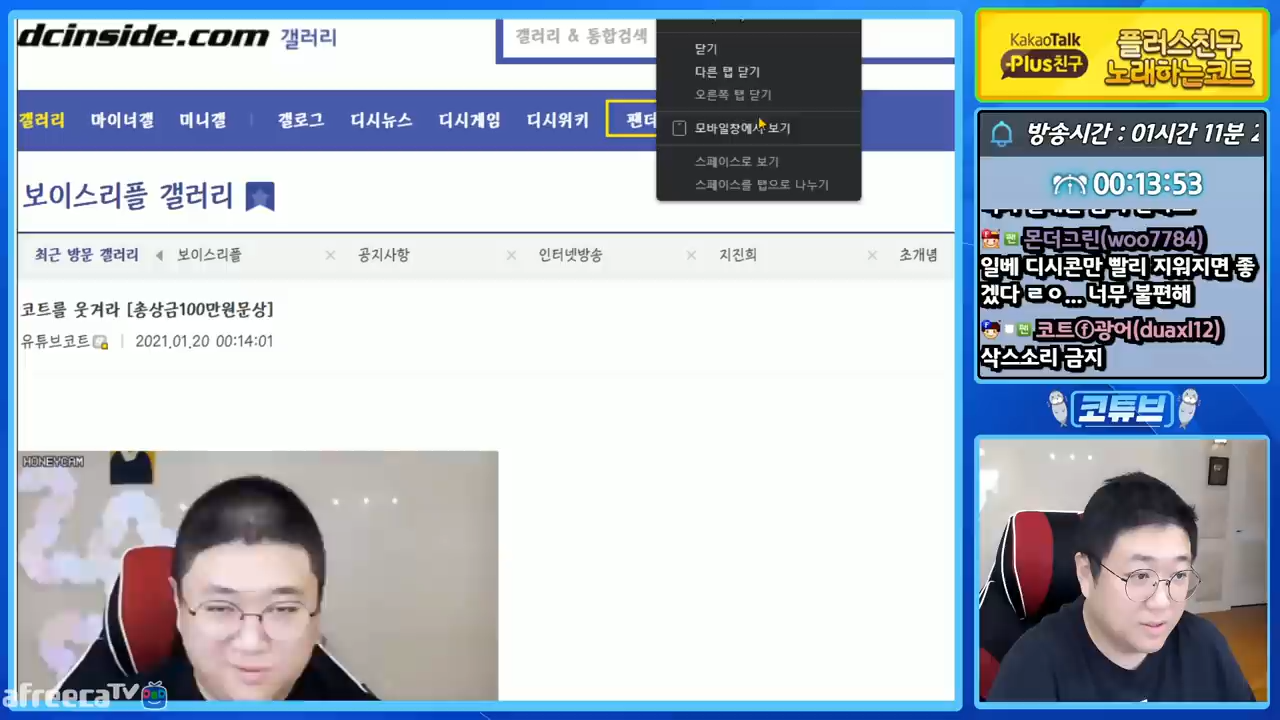 dcinside.com 갤러리
갤러리 & 통합검색
갤러리 마이너갤 미니갤 갤로그 디시뉴스 디시게임 디시위키 팬더
닫기
다른 탭 닫기
오른쪽 탭 닫기
모바일창에서 보기
스페이스로 보기
스페이스를 탭으로 나누기
보이스리플 갤러리
최근 방문 갤러리 보이스리플 공지사항 인터넷방송 지진희 초개념
코트를 웃겨라 [총상금100만원문상]
유튜브코트 2021.01.20 00:14:01
HONEYCAM
afreecaTV
KakaoTalk
Plus친구
플러스친구
노래하는코트
방송시간 : 01시간 11분 2
00:13:53
팬 몬더그린(woo7784)
일베 디시콘만 빨리 지워지면 좋
겠다 ㄹㅇ... 너무 불편해
팬 코트ⓕ광어(duaxl12)
삭스소리 금지
코튜브